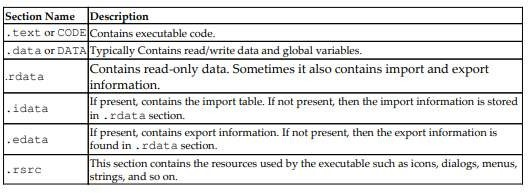 Section Name Description
.text or CODE Contains executable code.
.data or DATA Typically Contains read/write data and global variables.
.rdata Contains read-only data. Sometimes it also contains import and export
information.
.idata If present, contains the import table. If not present, then the import information is stored
in .rdata section.
.edata If present, contains export information. If not present, then the export information is
found in .rdata section.
.rsrc This section contains the resources used by the executable such as icons, dialogs, menus,
strings, and so on.